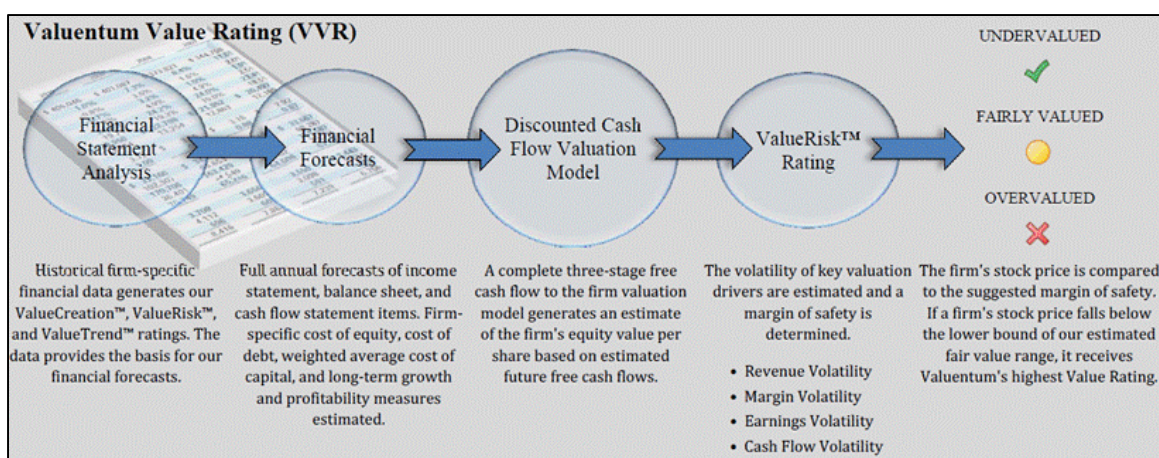 Valuentum Value Rating (VVR)
Financial
Statement
Analysis
Financial
Forecasts
Discounted Cash
Flow Valuation
Model
ValueRisk™
Rating
UNDERVALUED
FAIRLY VALUED
OVERVALUED
Historical firm-specific
financial data generates our
ValueCreation™, ValueRisk™,
and ValueTrend™ ratings. The
data provides the basis for our
financial forecasts.
Full annual forecasts of income
statement, balance sheet, and
cash flow statement items. Firm-
specific cost of equity, cost of
debt, weighted average cost of
capital, and long-term growth
and profitability measures
estimated.
A complete three-stage free
cash flow to the firm valuation
model generates an estimate
of the firm's equity value per
share based on estimated
future free cash flows.
The volatility of key valuation
drivers are estimated and a
margin of safety is
determined.
• Revenue Volatility
• Margin Volatility
• Earnings Volatility
• Cash Flow Volatility
The firm's stock price is compared
to the suggested margin of safety.
If a firm's stock price falls below
the lower bound of our estimated
fair value range, it receives
Valuentum's highest Value Rating.